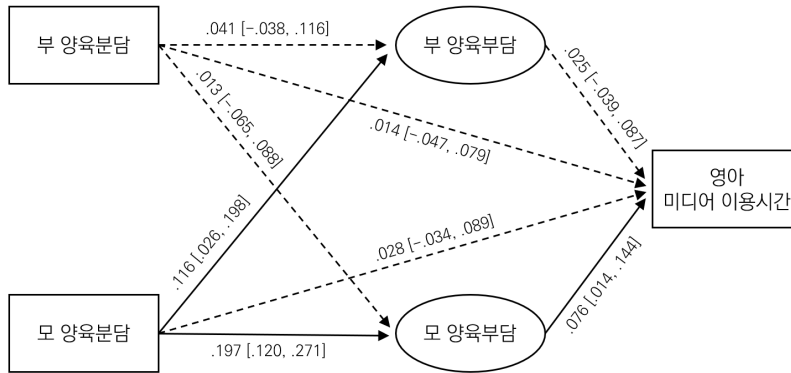 부 양육분담
.041 [-.038, .116]
부 양육부담
.025 [-.039, .087]
.013 [-.065, .088]
.014 [-.047, .079]
영아
미디어 이용시간
.116 [.026, .198]
.028 [-.034, .089]
.076 [.014, .144]
모 양육분담
.197 [.120, .271]
모 양육부담